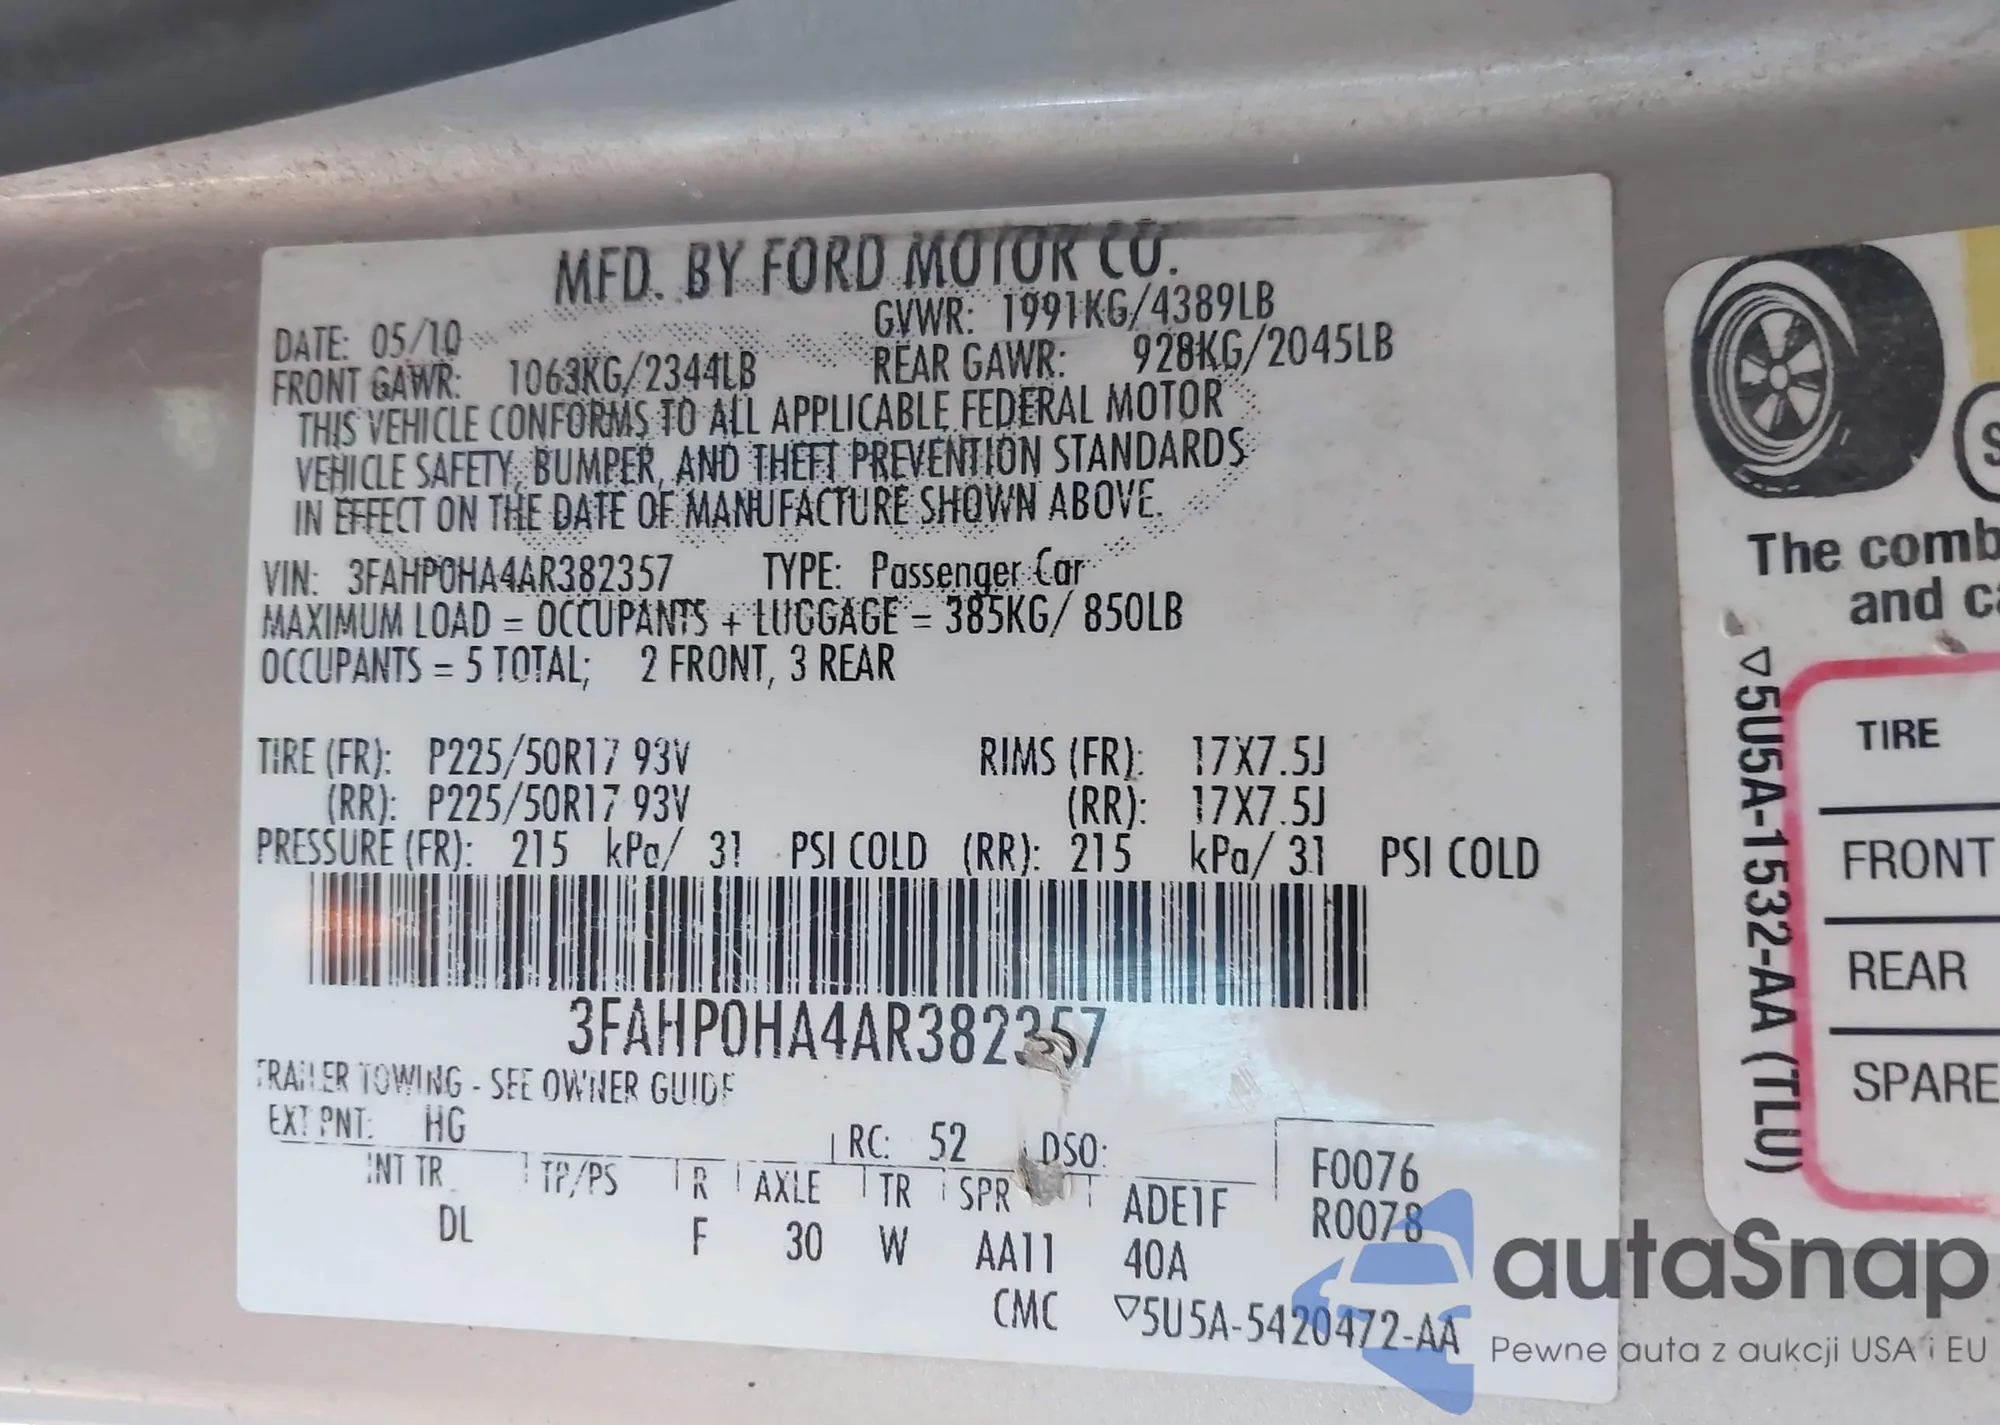 MFD. BY FORD MOTOR CO.
DATE: 05/10
GVWR: 1991KG/4389LB
FRONT GAWR: 1063KG/2344LB
REAR GAWR: 928KG/2045LB
THIS VEHICLE CONFORMS TO ALL APPLICABLE FEDERAL MOTOR
VEHICLE SAFETY, BUMPER, AND THEFT PREVENTION STANDARDS
IN EFFECT ON THE DATE OF MANUFACTURE SHOWN ABOVE.
VIN: 3FAHP0HA4AR382357 TYPE: Passenger Car
MAXIMUM LOAD = OCCUPANTS + LUGGAGE = 385KG/ 850LB
OCCUPANTS = 5 TOTAL; 2 FRONT, 3 REAR
TIRE (FR): P225/50R17 93V RIMS (FR): 17X7.5J
(RR): P225/50R17 93V (RR): 17X7.5J
PRESSURE (FR): 215 kPa/ 31 PSI COLD (RR): 215 kPa/ 31 PSI COLD
3FAHP0HA4AR382357
TRAILER TOWING - SEE OWNER GUIDE
EXT PNT: HG RC: 52 DSO:
INT TR TP/PS R AXLE TR SPR ADE1F F0076
DL F 30 W AA11 40A R0078
CMC ▽5U5A-5420472-AA
The comb
and ca
▽5U5A-1532-AA (TLU)
TIRE
FRONT
REAR
SPARE
autaSnap
Pewne auta z aukcji USA i EU